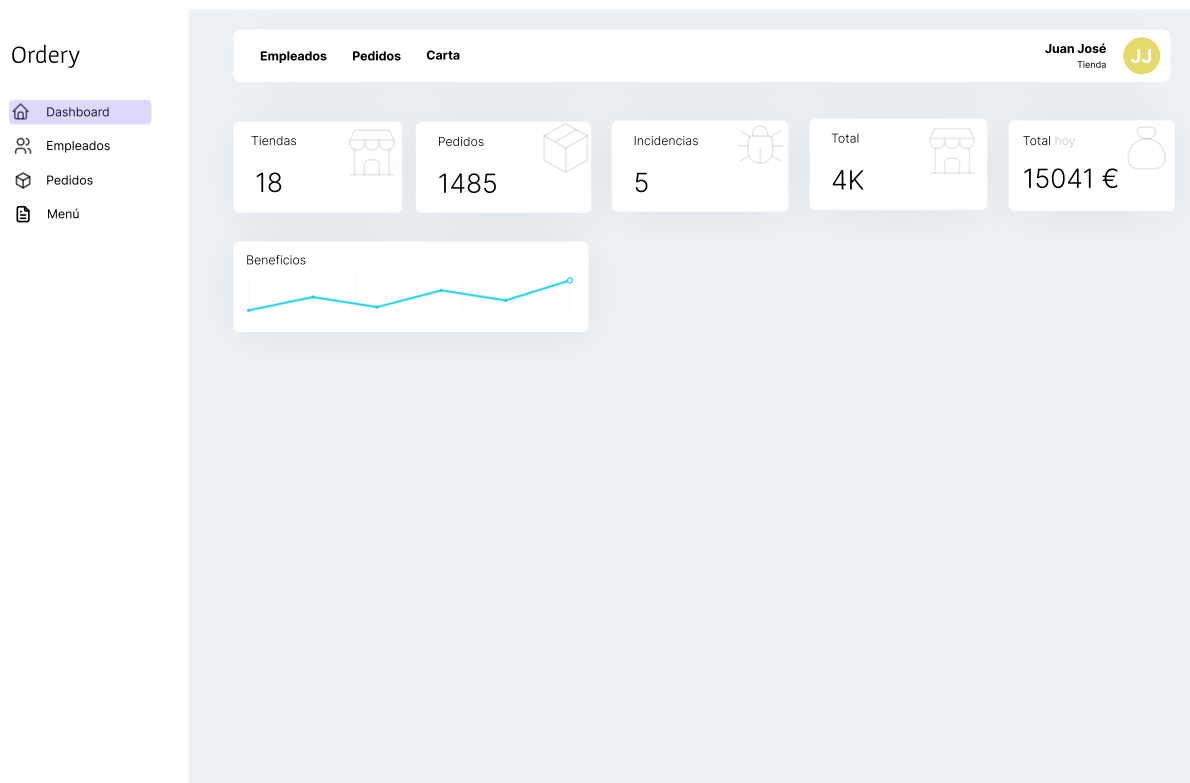 Ordery
Dashboard
Empleados
Pedidos
Menú
Empleados Pedidos Carta
Juan José
Tienda
JJ
Tiendas
18
Pedidos
1485
Incidencias
5
Total
4K
Total hoy
15041 €
Beneficios